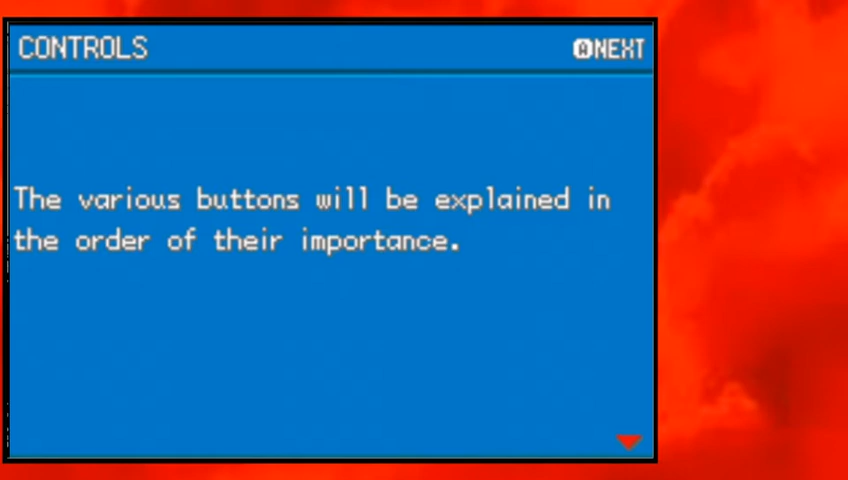 CONTROLS
ⒶNEXT
The various buttons will be explained in
the order of their importance.